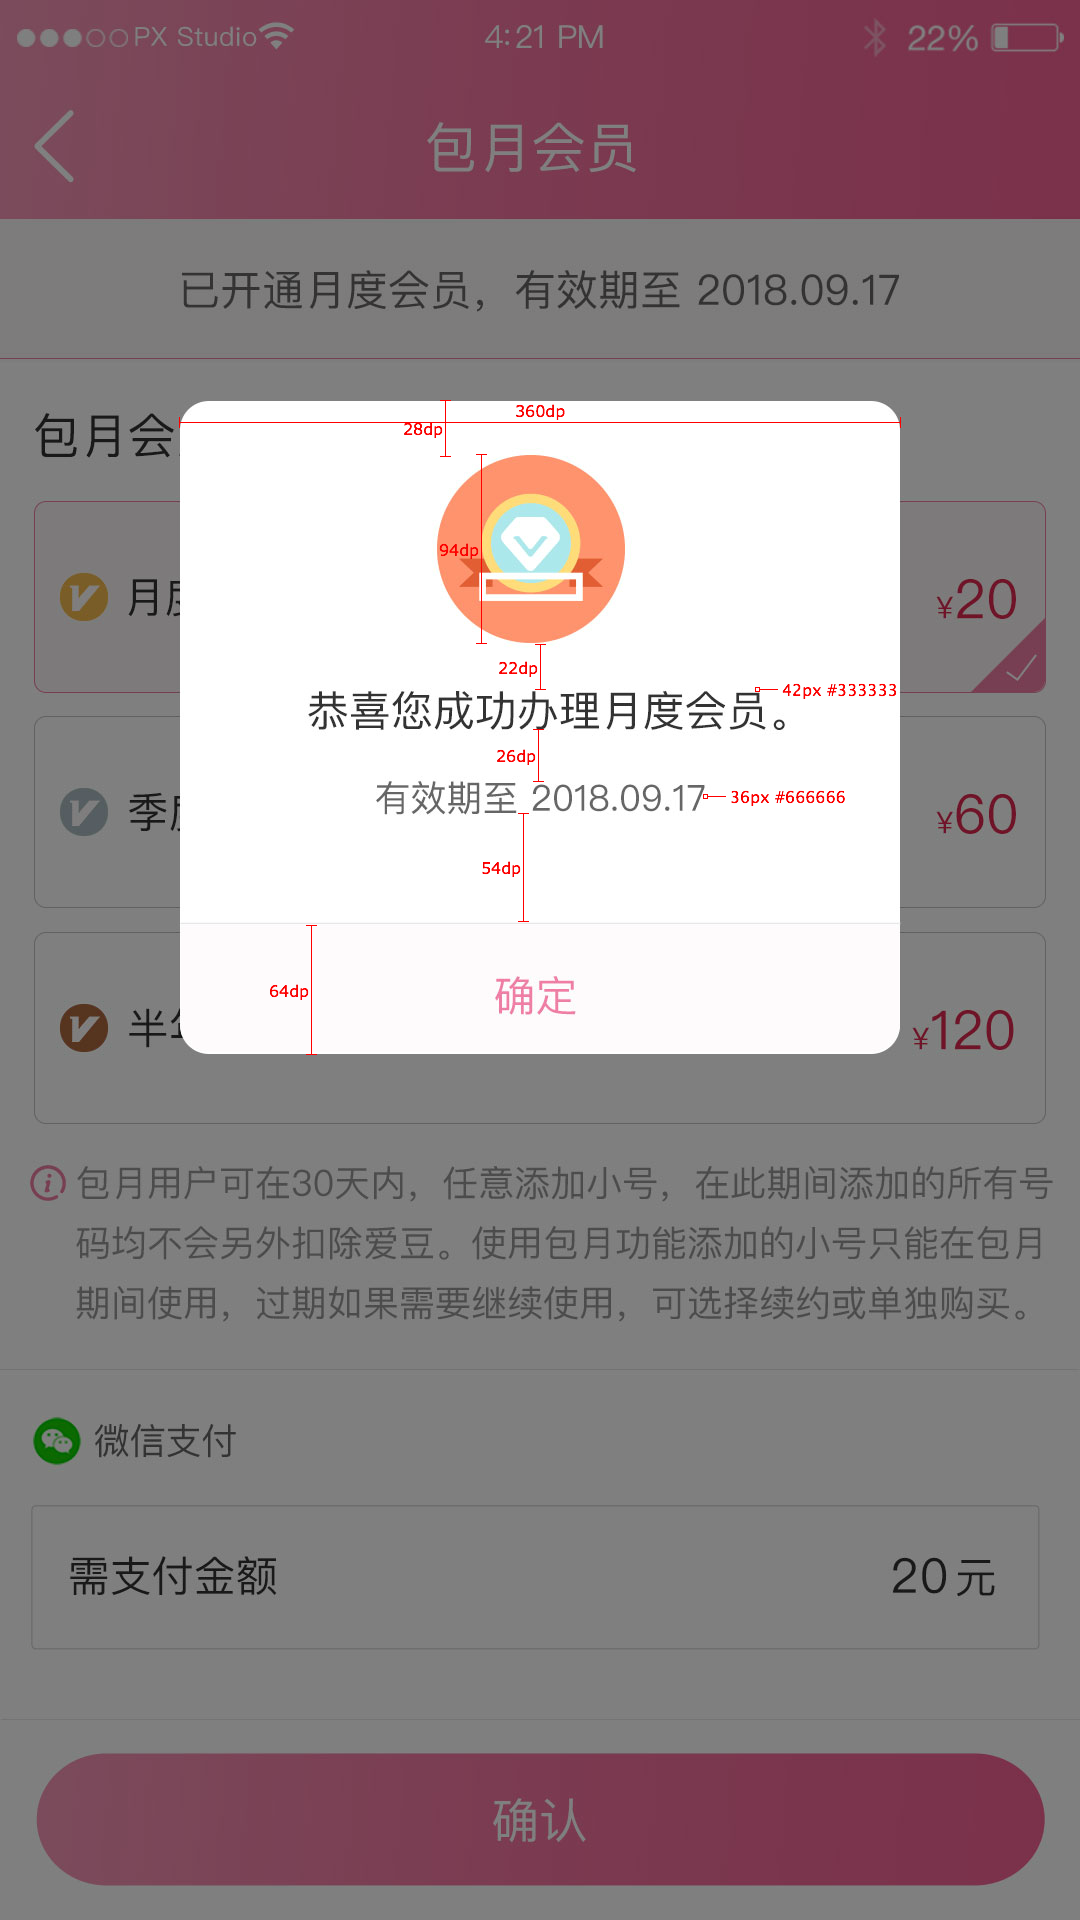 PX Studio 4:21 PM 22%
包月会员
已开通月度会员，有效期至 2018.09.17
360dp
28dp
包月会
94dp
¥20
22dp
恭喜您成功办理月度会员。
42px #333333
26dp
有效期至 2018.09.17
36px #666666
¥60
54dp
64dp
确定
¥120
包月用户可在30天内，任意添加小号，在此期间添加的所有号
码均不会另外扣除爱豆。使用包月功能添加的小号只能在包月
期间使用，过期如果需要继续使用，可选择续约或单独购买。
微信支付
需支付金额 20元
确认